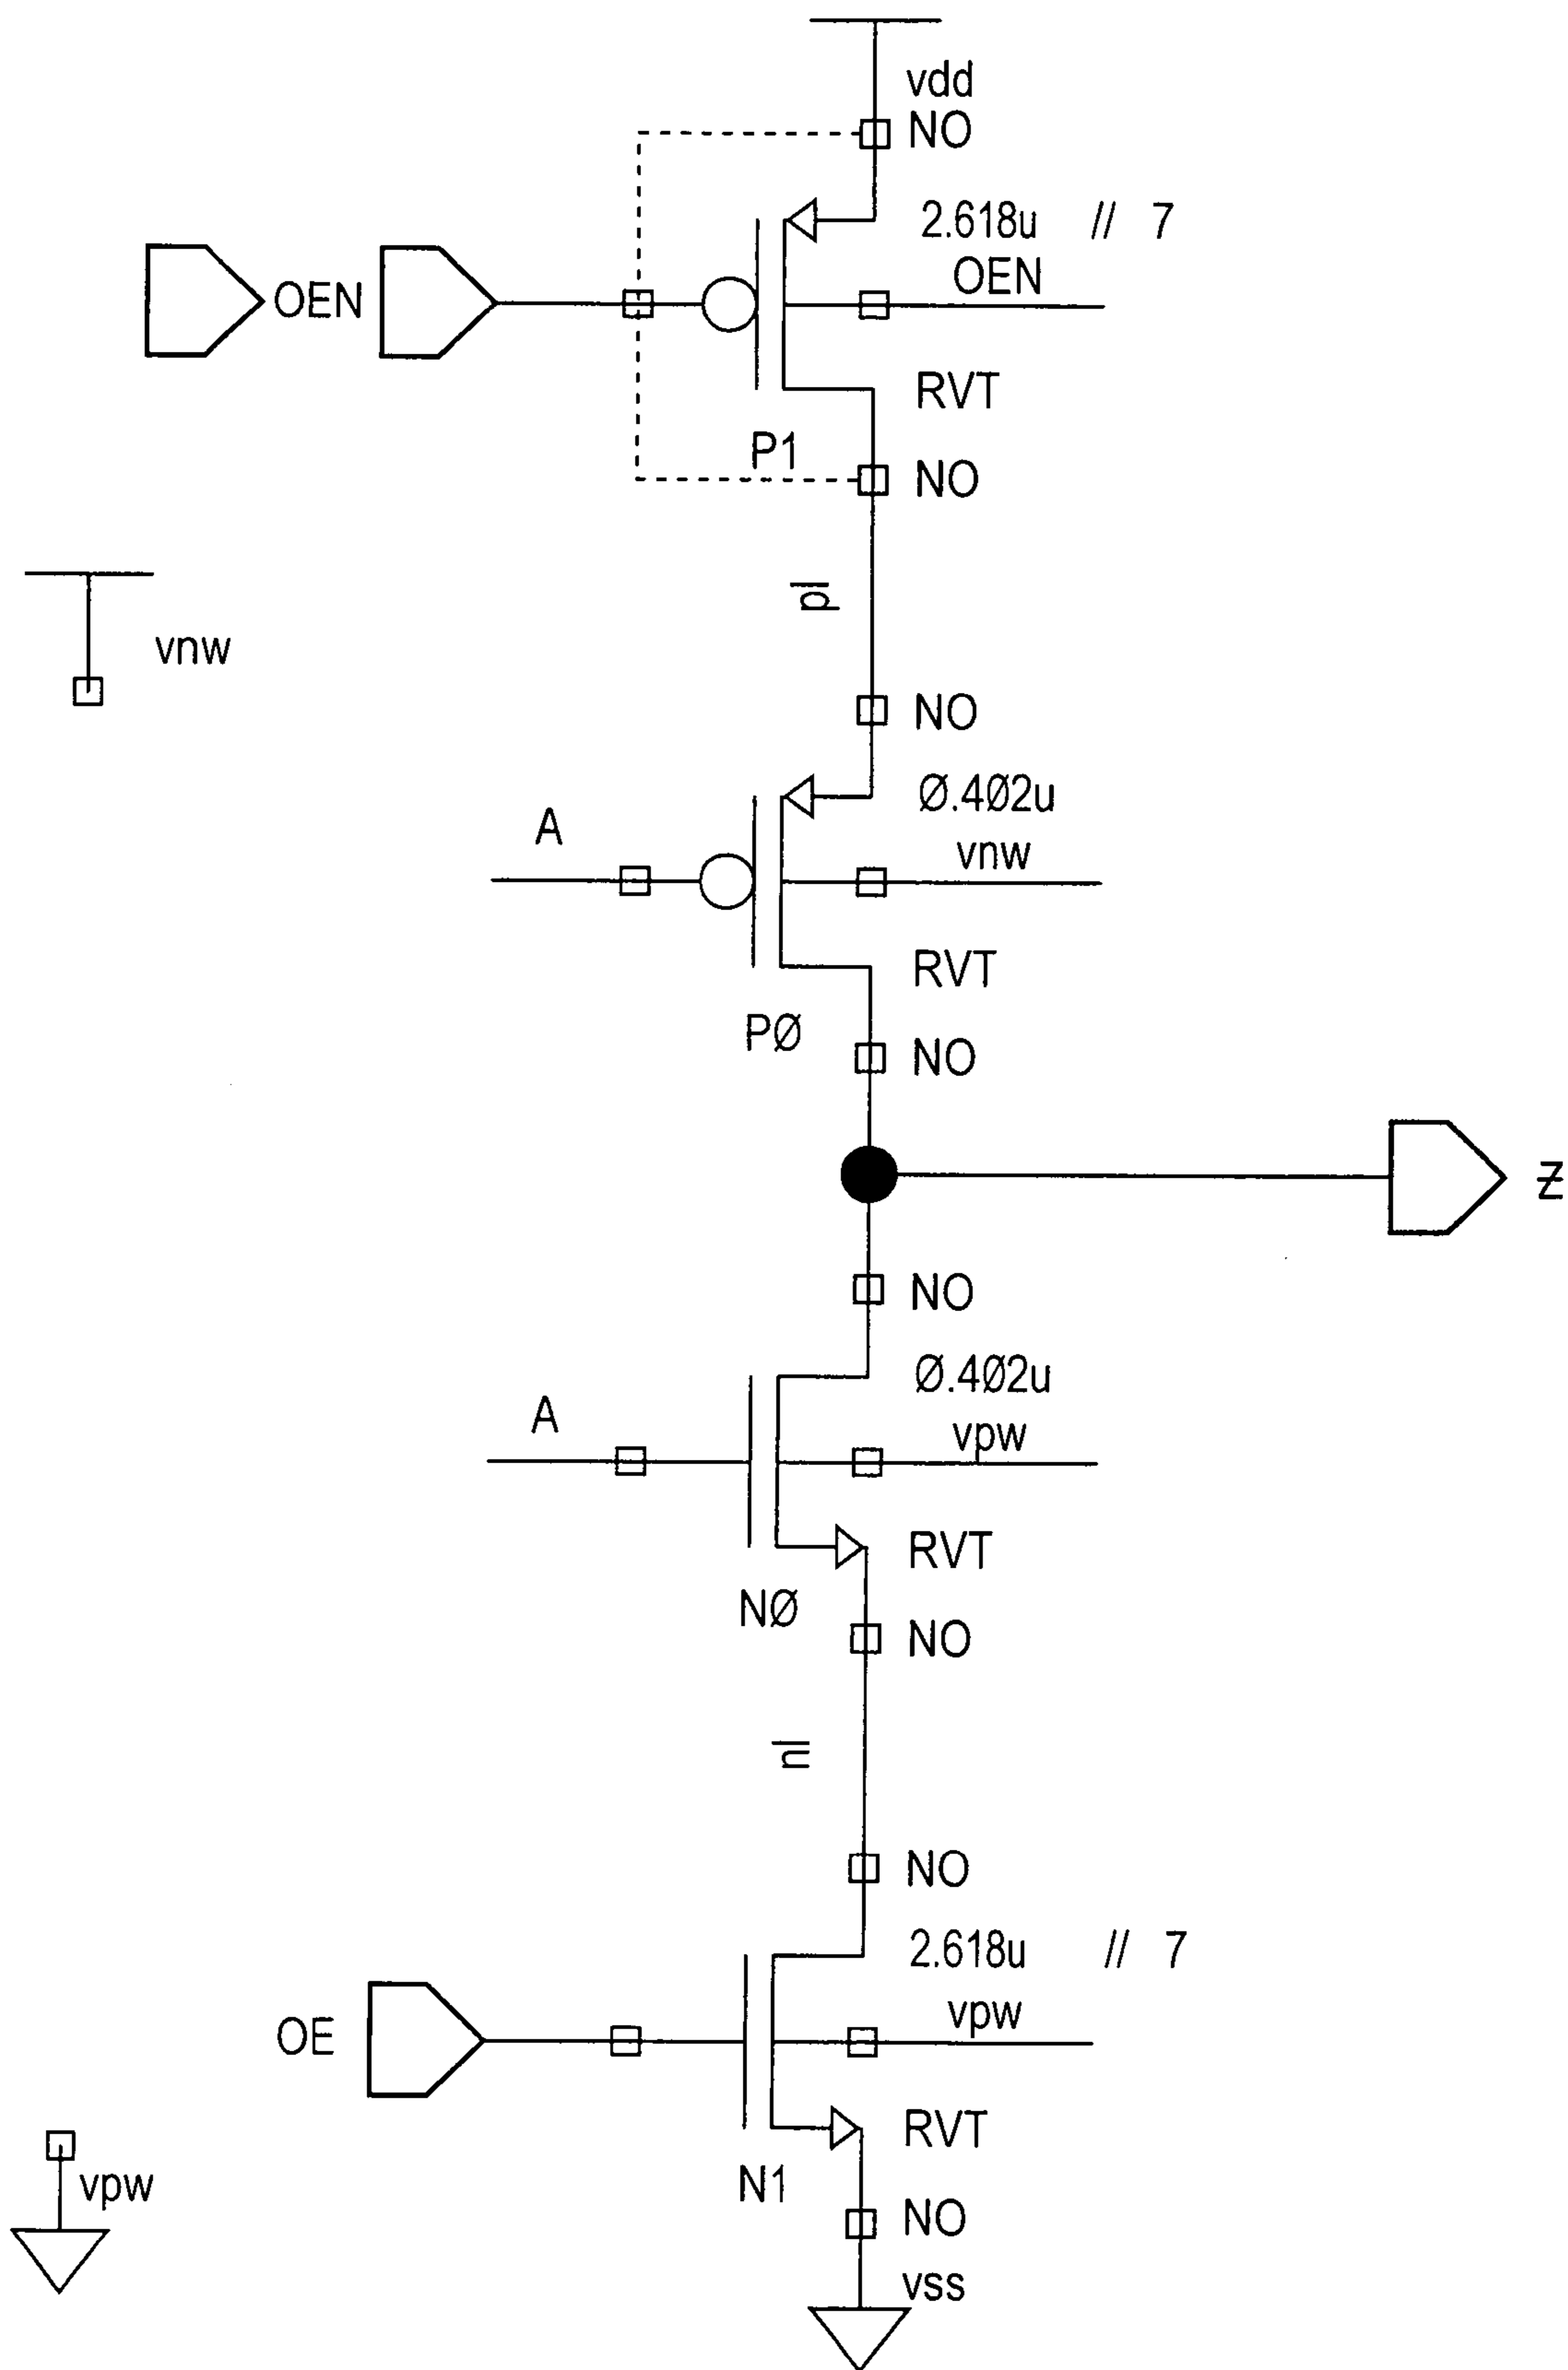 vdd
NO
2.618u // 7
OEN
OEN
RVT
P1
NO
pl
vnw
NO
Ø.4Ø2u
A
vnw
RVT
PØ
NO
Z
NO
Ø.4Ø2u
A
vpw
RVT
NØ
NO
nl
NO
2.618u // 7
vpw
OE
RVT
N1
vpw
NO
vss